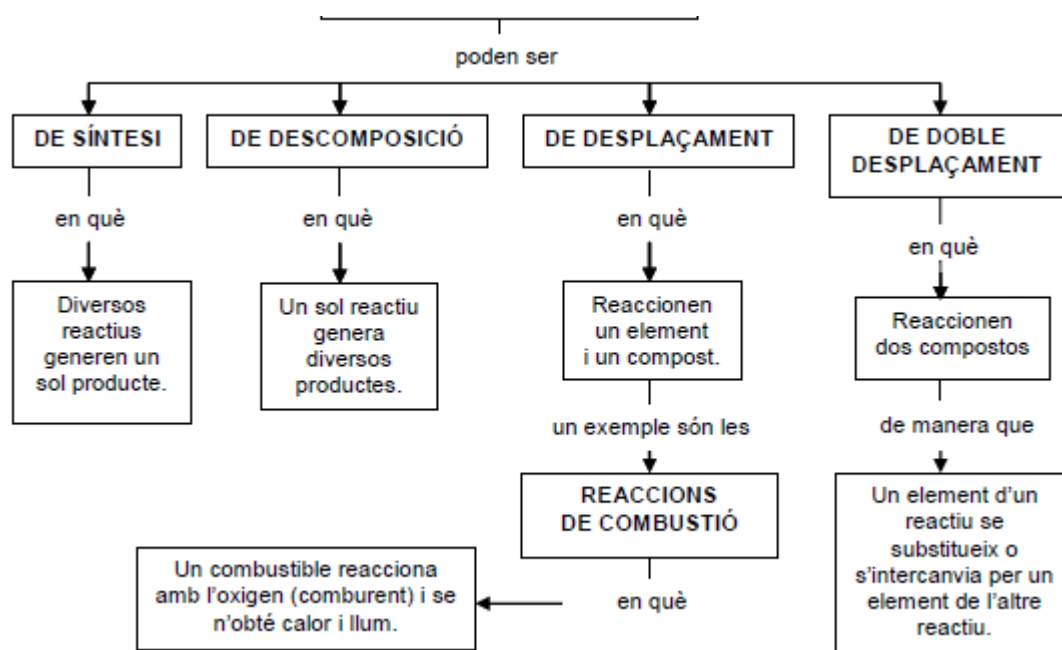 poden ser
DE SÍNTESI
DE DESCOMPOSICIÓ
DE DESPLAÇAMENT
DE DOBLE
DESPLAÇAMENT
en què
en què
en què
en què
Diversos
reactius
generen un
sol producte.
Un sol reactiu
genera
diversos
productes.
Reaccionen
un element
i un compost.
Reaccionen
dos compostos
un exemple són les
de manera que
REACCIONS
DE COMBUSTIÓ
Un element d'un
reactiu se
substitueix o
s'intercanvia per un
element de l'altre
reactiu.
en què
Un combustible reacciona
amb l'oxigen (comburent) i se
n'obté calor i llum.